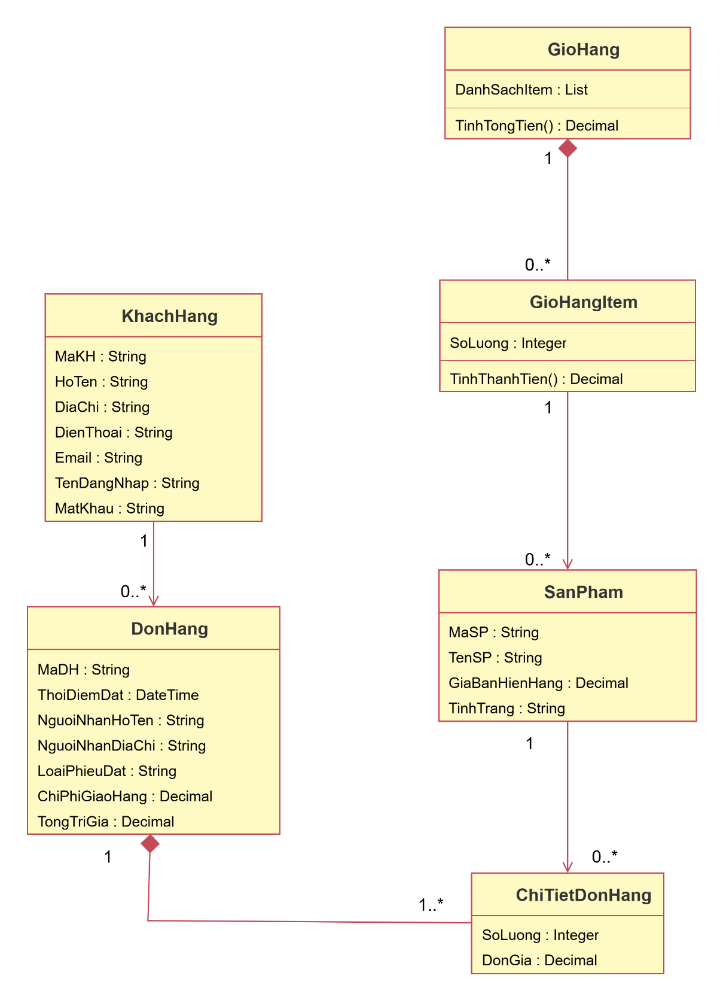 GioHang
DanhSachItem : List
TinhTongTien() : Decimal
1
0..*
GioHangItem
SoLuong : Integer
TinhThanhTien() : Decimal
1
0..*
KhachHang
MaKH : String
HoTen : String
DiaChi : String
DienThoai : String
Email : String
TenDangNhap : String
MatKhau : String
1
0..*
SanPham
MaSP : String
TenSP : String
GiaBanHienHang : Decimal
TinhTrang : String
1
0..*
DonHang
MaDH : String
ThoiDiemDat : DateTime
NguoiNhanHoTen : String
NguoiNhanDiaChi : String
LoaiPhieuDat : String
ChiPhiGiaoHang : Decimal
TongTriGia : Decimal
1
1..*
ChiTietDonHang
SoLuong : Integer
DonGia : Decimal